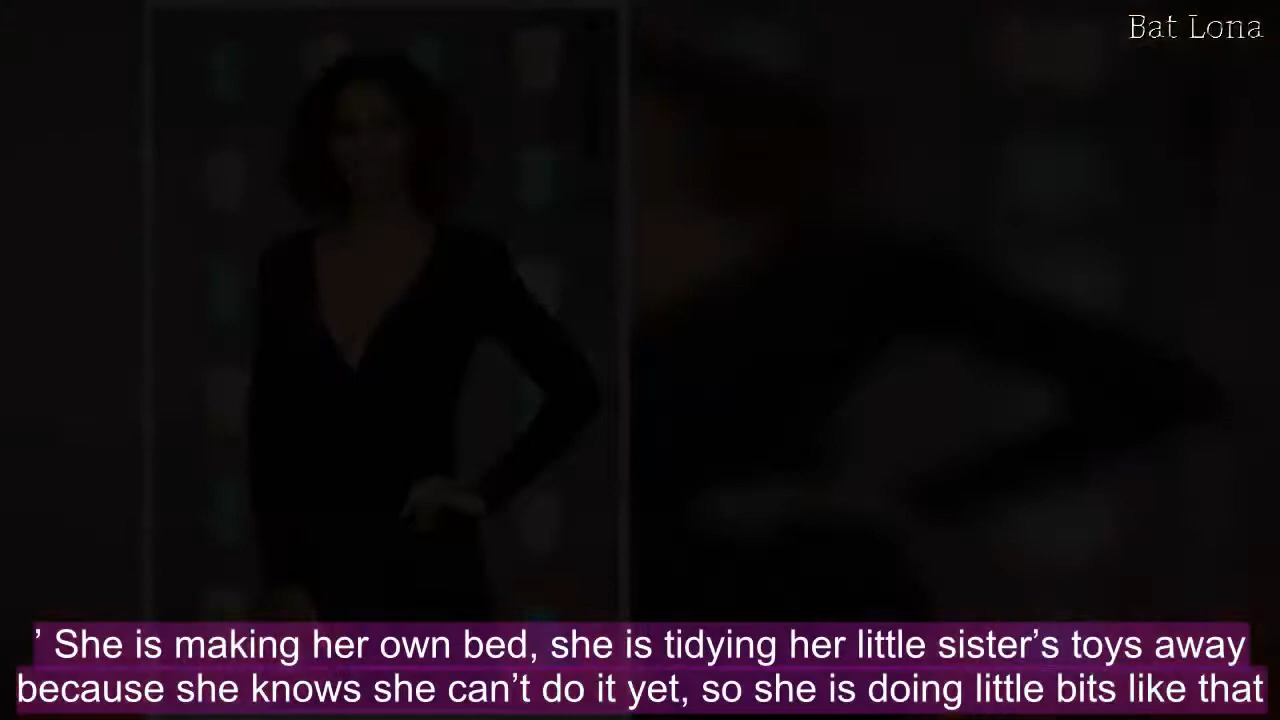 Bat Lona
’ She is making her own bed, she is tidying her little sister’s toys away
because she knows she can’t do it yet, so she is doing little bits like that